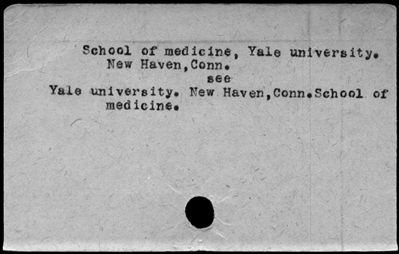 School of medicine, Yale university.
New Haven,Conn.
see
Yale university. New Haven,Conn.School of
medicine.